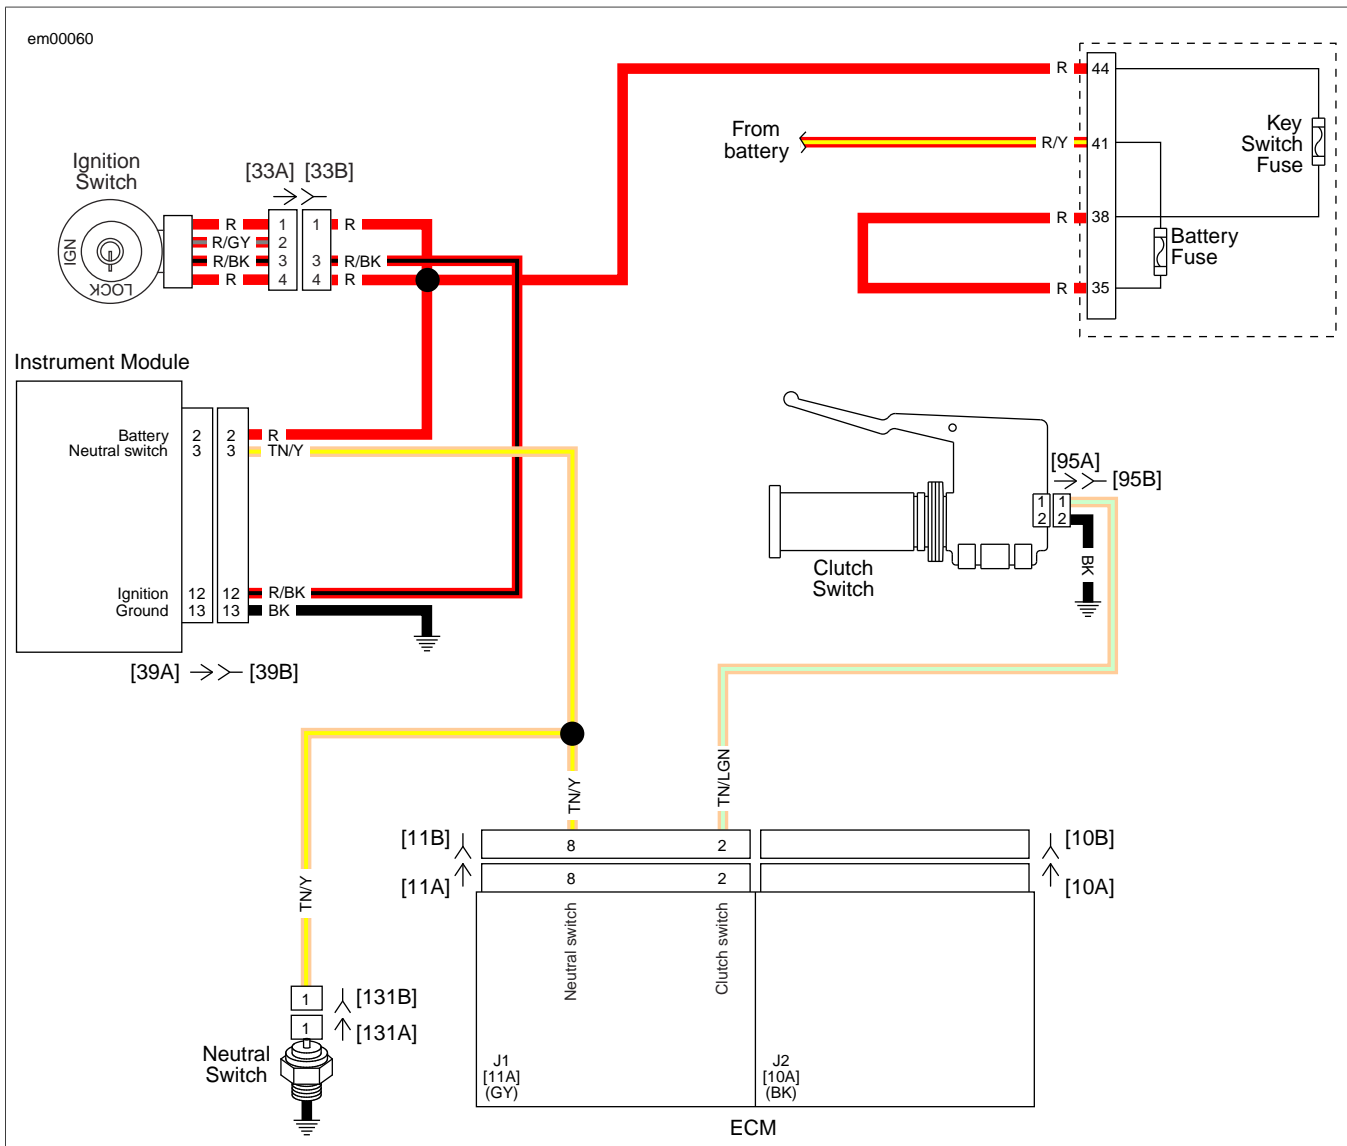 em00060
R
44
From
battery
R/Y
41
Key
Switch
Fuse
Ignition
Switch
[33A]
[33B]
IGN
LOCK
R
1
1
R
R/GY
2
R/BK
3
3
R/BK
R
4
4
R
R
38
Battery
Fuse
R
35
Instrument Module
Battery
2
2
R
Neutral switch
3
3
TN/Y
Ignition
12
12
R/BK
Ground
13
13
BK
[39A]
[39B]
[95A]
[95B]
1
1
2
2
BK
Clutch
Switch
TN/Y
TN/LGN
[11B]
8
2
[10B]
[11A]
8
2
[10A]
TN/Y
Neutral switch
Clutch switch
1
[131B]
1
[131A]
Neutral
Switch
J1
[11A]
(GY)
J2
[10A]
(BK)
ECM